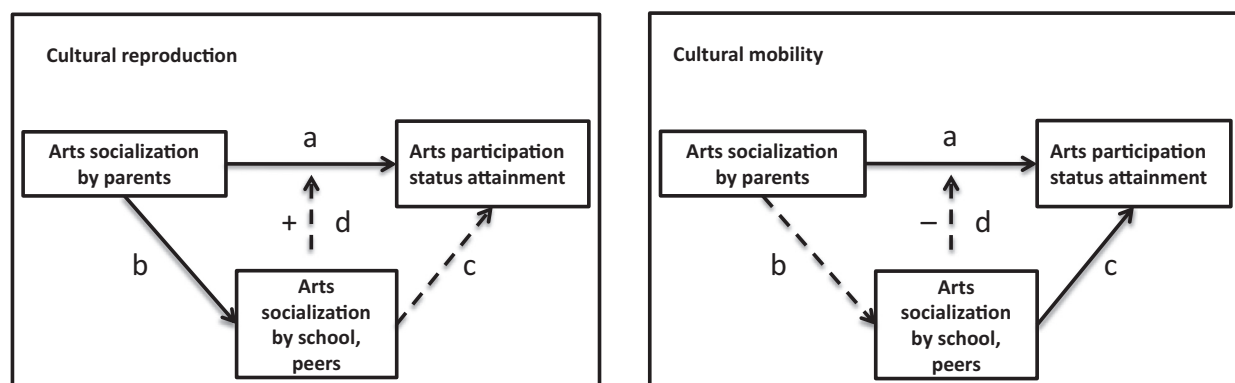 Cultural reproduction
a
Arts socialization
by parents
Arts participation
status attainment
+
d
b
c
Arts
socialization
by school,
peers
Cultural mobility
a
Arts socialization
by parents
Arts participation
status attainment
–
d
b
c
Arts
socialization
by school,
peers